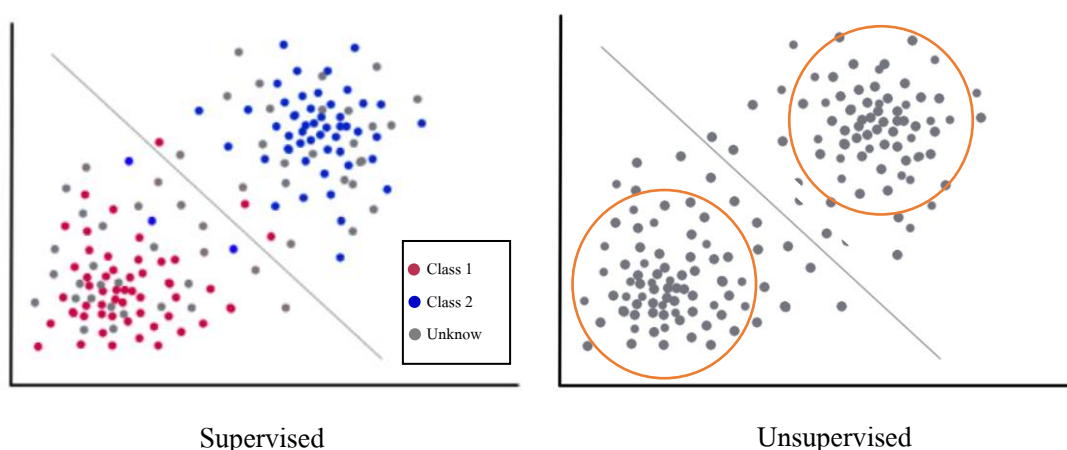 Class 1
Class 2
Unknow
Supervised
Unsupervised